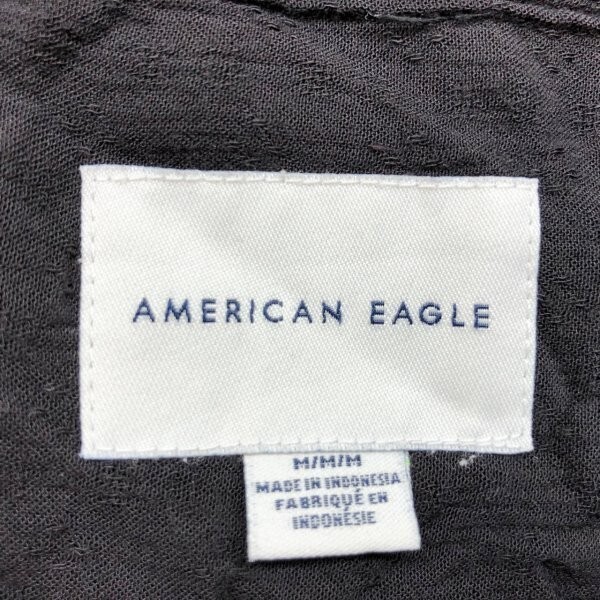 AMERICAN EAGLE
M/M/M
MADE IN INDONESIA
FABRIQUÉ EN
INDONÉSIE